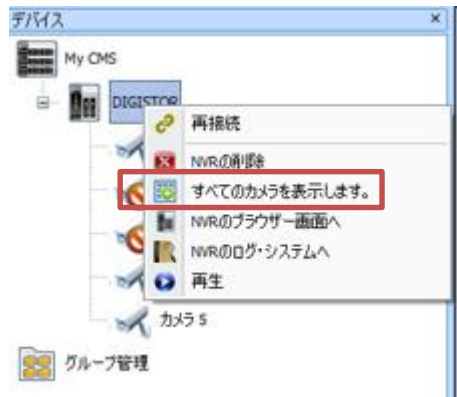 デバイス
My CMS
DIGISTOR
再接続
NVRの削除
すべてのカメラを表示します。
NVRのブラウザー画面へ
NVRのログ・システムへ
再生
カメラ 5
グループ管理